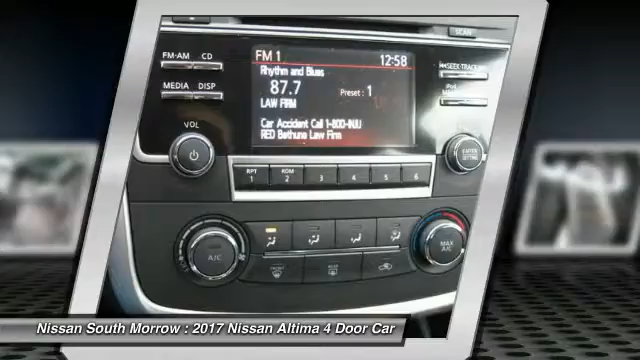 SCAN
FM-AM CD
FM 1
12:58
SEEK-TRACK
Rhythm and Blues
87.7
Preset : 1
MEDIA DISP
LAW FIRM
VOL
Car Accident Call 1-800-INJU
RED Bethune Law Firm
ENTER
SETTING
RPT
RDM
2
3
4
5
6
A/C
MAX
A/C
FRONT
Nissan South Morrow : 2017 Nissan Altima 4 Door Car